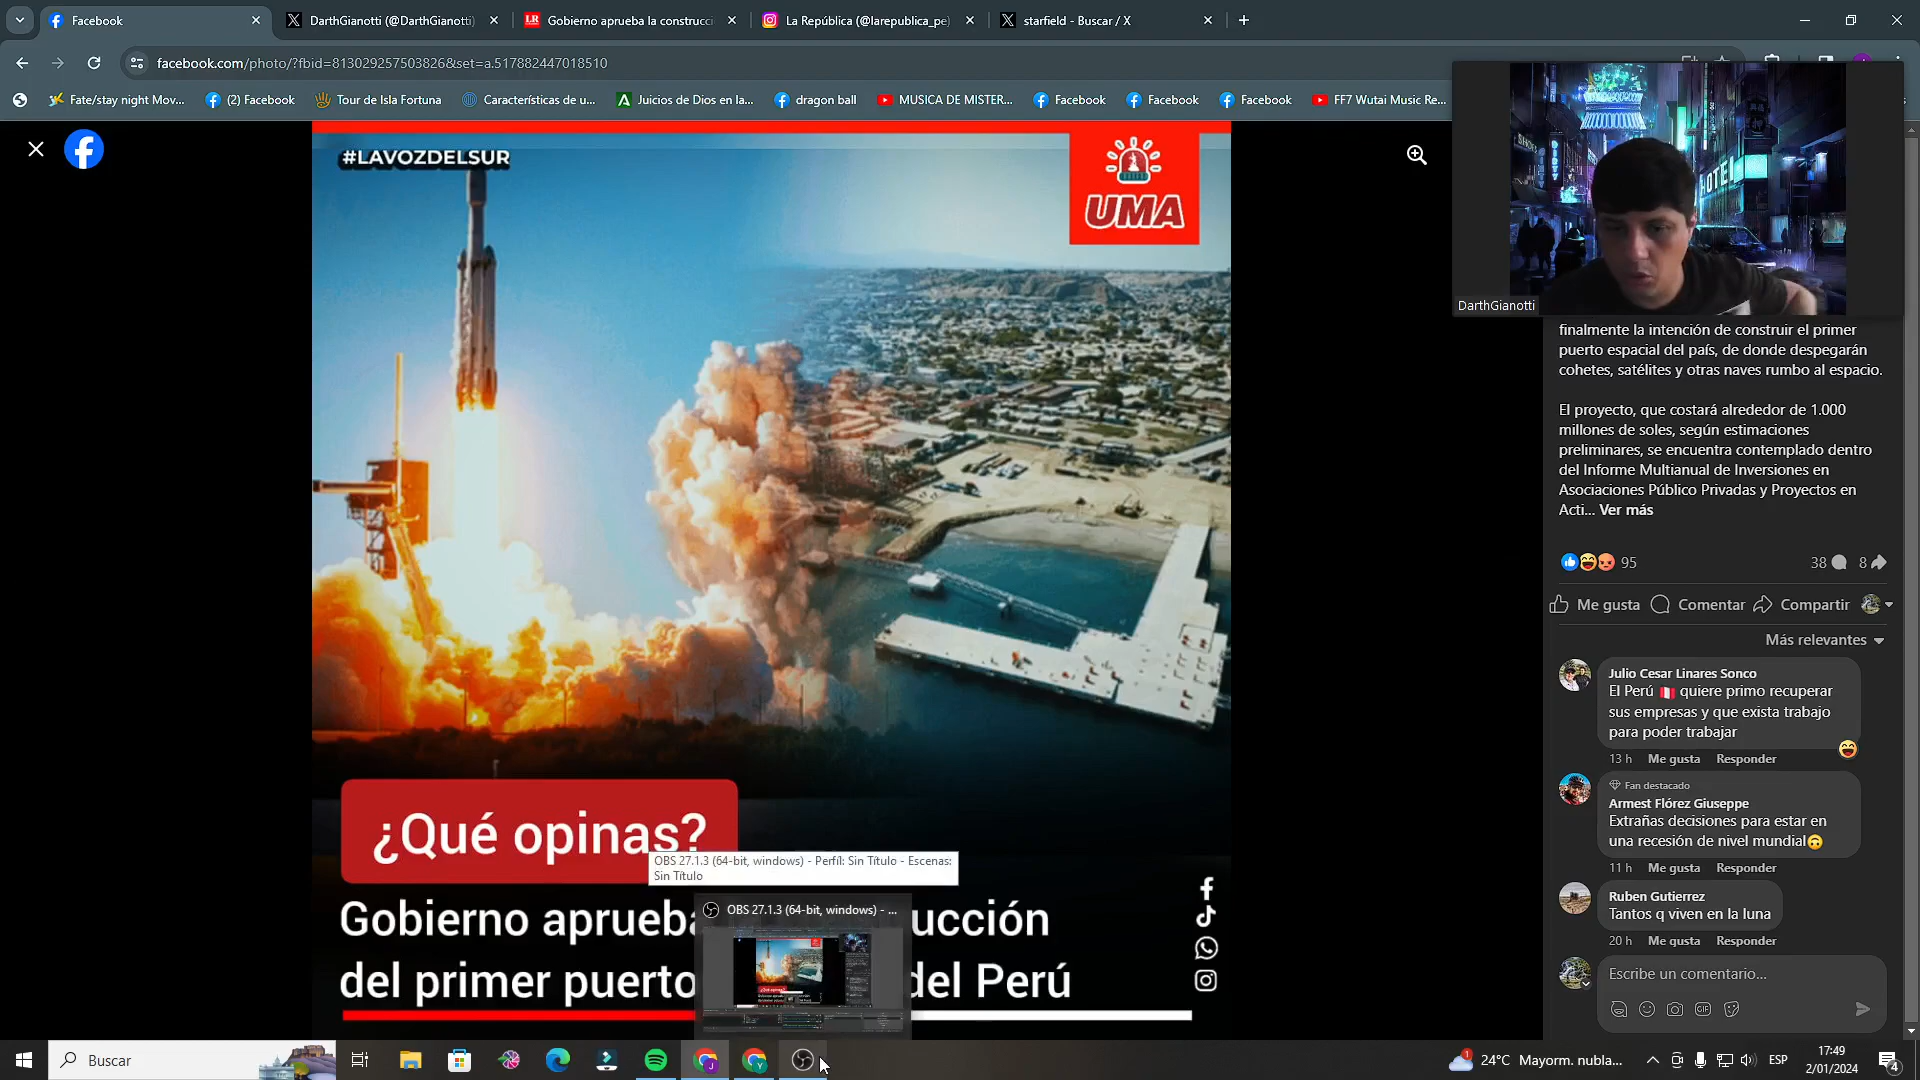 Facebook
DarthGianotti (@DarthGianotti)
Gobierno aprueba la construcci
La República (@larepublica_pe)
starfield - Buscar / X
facebook.com/photo/?fbid=813029257503826&set=a.517882447018510
Fate/stay night Mov...
(2) Facebook
Tour de Isla Fortuna
Características de u...
Juicios de Dios en la...
dragon ball
MUSICA DE MISTER...
Facebook
Facebook
Facebook
FF7 Wutai Music Re...
#LAVOZDELSUR
UMA
HOTEL
DarthGianotti
finalmente la intención de construir el primer
puerto espacial del país, de donde despegarán
cohetes, satélites y otras naves rumbo al espacio.
El proyecto, que costará alrededor de 1.000
millones de soles, según estimaciones
preliminares, se encuentra contemplado dentro
del Informe Multianual de Inversiones en
Asociaciones Público Privadas y Proyectos en
Acti... Ver más
95
38
8
Me gusta
Comentar
Compartir
Más relevantes
Julio Cesar Linares Sonco
El Perú 🇵🇪 quiere primo recuperar
sus empresas y que exista trabajo
para poder trabajar
13 h Me gusta Responder
Fan destacado
Armest Flórez Giuseppe
Extrañas decisiones para estar en
una recesión de nivel mundial🙃
11 h Me gusta Responder
Ruben Gutierrez
Tantos q viven en la luna
20 h Me gusta Responder
Escribe un comentario...
GIF
¿Qué opinas?
OBS 27.1.3 (64-bit, windows) - Perfil: Sin Título - Escenas:
Sin Título
OBS 27.1.3 (64-bit, windows) - ...
Gobierno aprueba ucción
del primer puerto del Perú
Buscar
24°C Mayorm. nubla...
ESP
17:49
2/01/2024
4